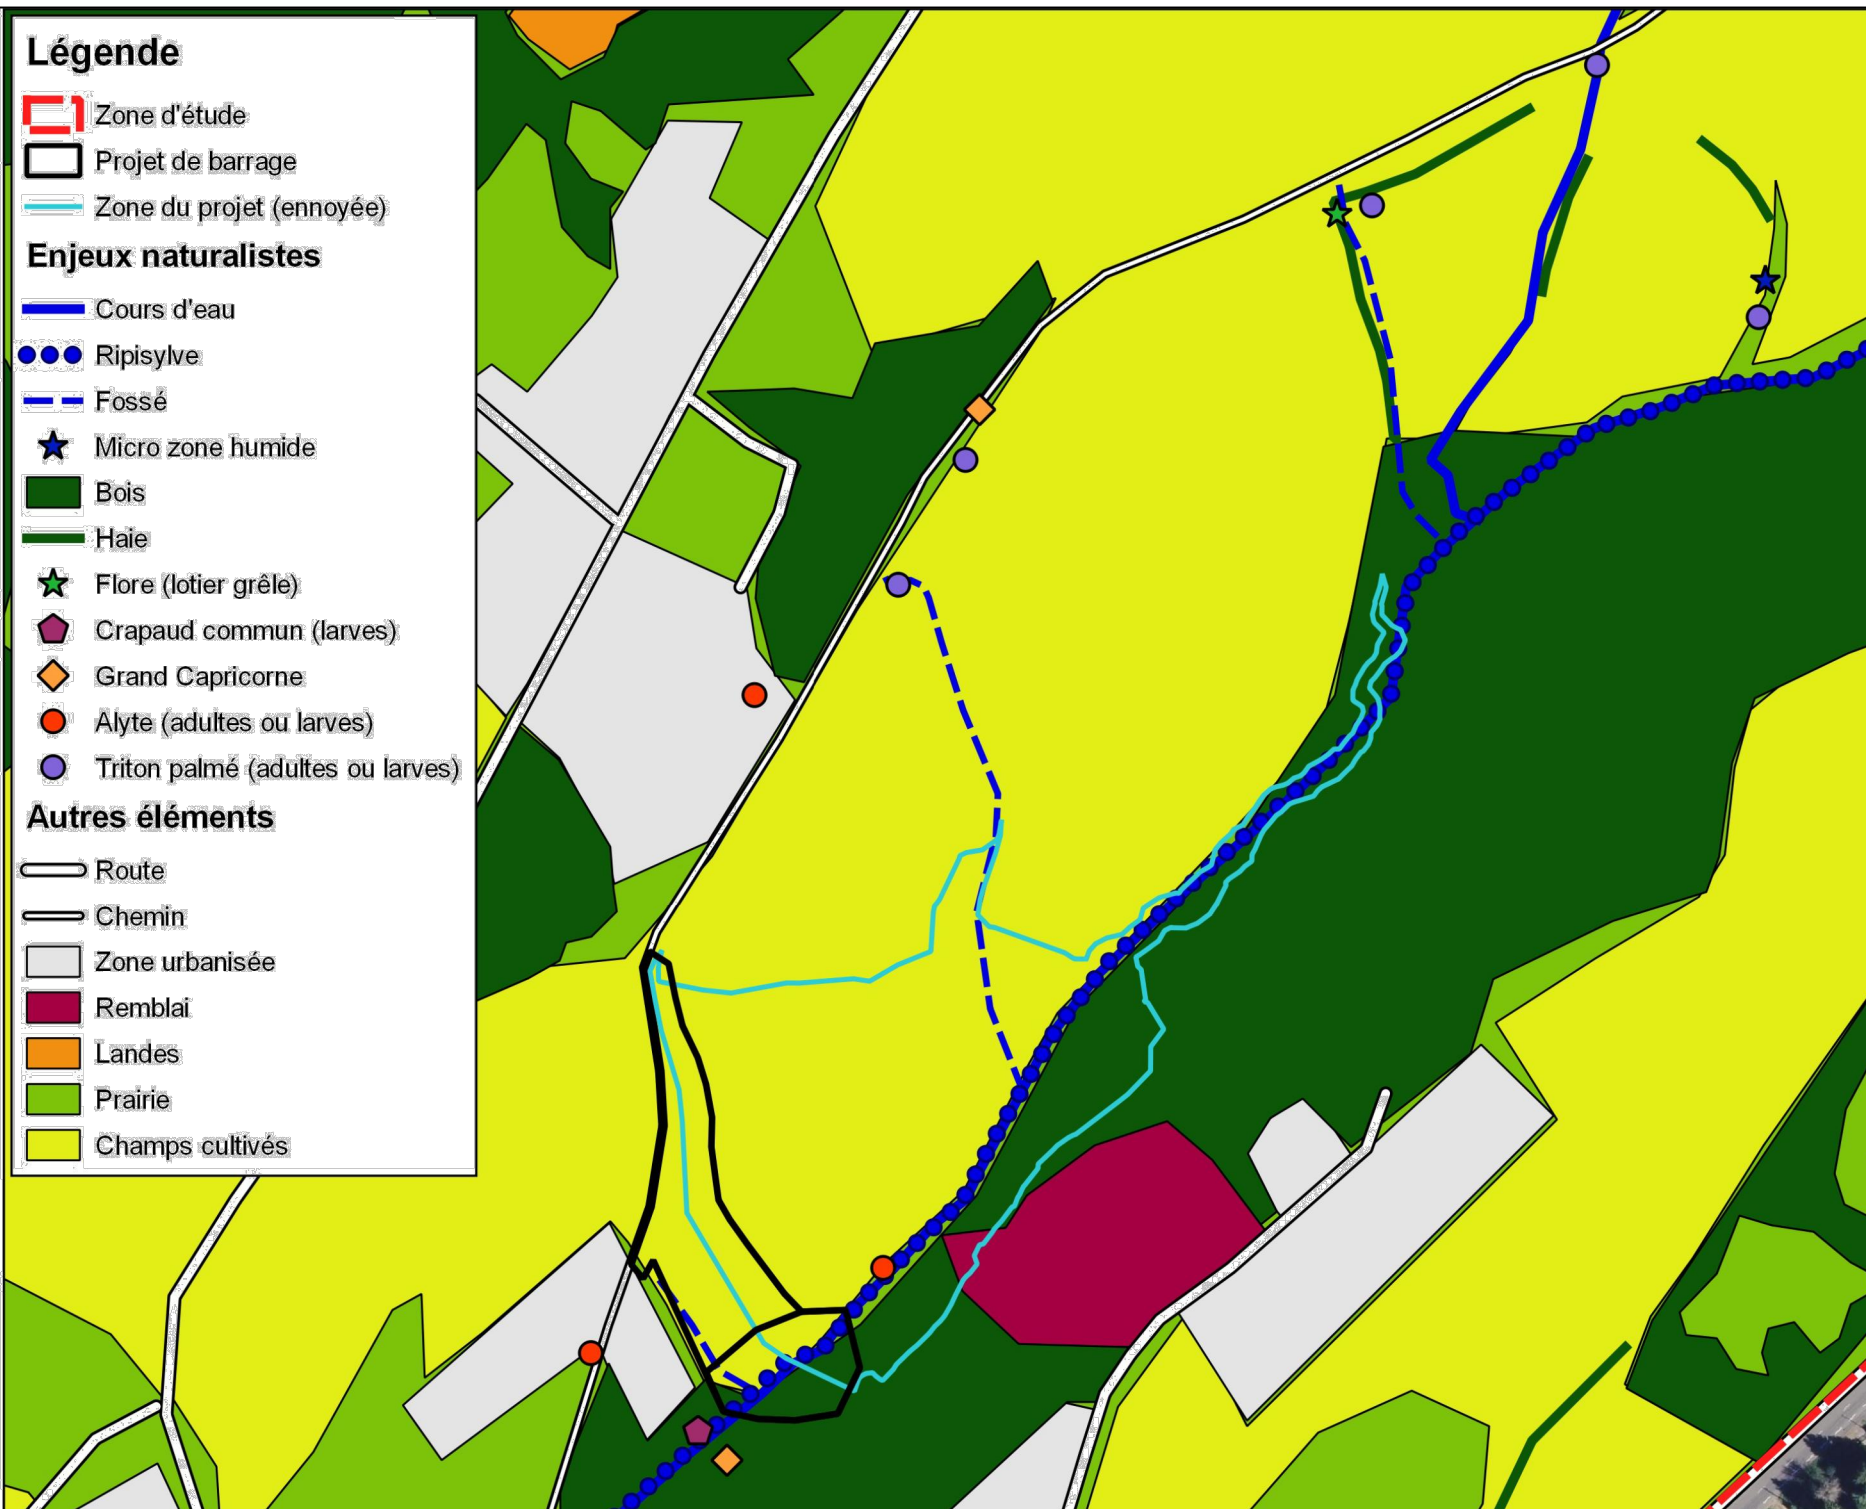 Légende
Zone d'étude
Projet de barrage
Zone du projet (ennoyée)
Enjeux naturalistes
Cours d'eau
Ripisylve
Fossé
Micro zone humide
Bois
Haie
Flore (lotier grêle)
Crapaud commun (larves)
Grand Capricorne
Alyte (adultes ou larves)
Triton palmé (adultes ou larves)
Autres éléments
Route
Chemin
Zone urbanisée
Remblai
Landes
Prairie
Champs cultivés